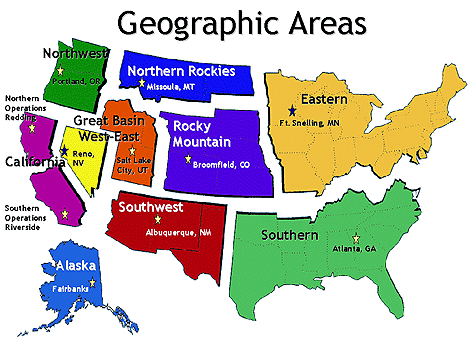 Geographic Areas
Northwest
Portland, OR
Northern Rockies
Missoula, MT
Eastern
Ft. Snelling, MN
Northern
Operations
Redding
California
Great Basin
West-East
Reno,
NV
Salt Lake
City, UT
Rocky
Mountain
Broomfield, CO
Southern
Operations
Riverside
Southwest
Albuquerque, NM
Southern
Atlanta, GA
Alaska
Fairbanks